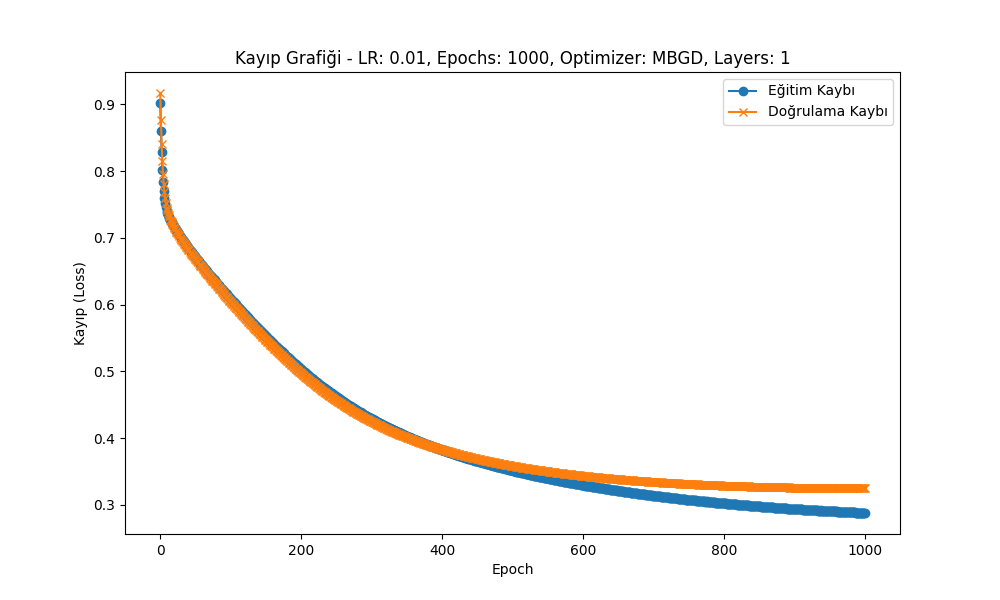 Kayıp Grafiği - LR: 0.01, Epochs: 1000, Optimizer: MBGD, Layers: 1
Eğitim Kaybı
Doğrulama Kaybı
Kayıp (Loss)
0.9
0.8
0.7
0.6
0.5
0.4
0.3
0
200
400
600
800
1000
Epoch